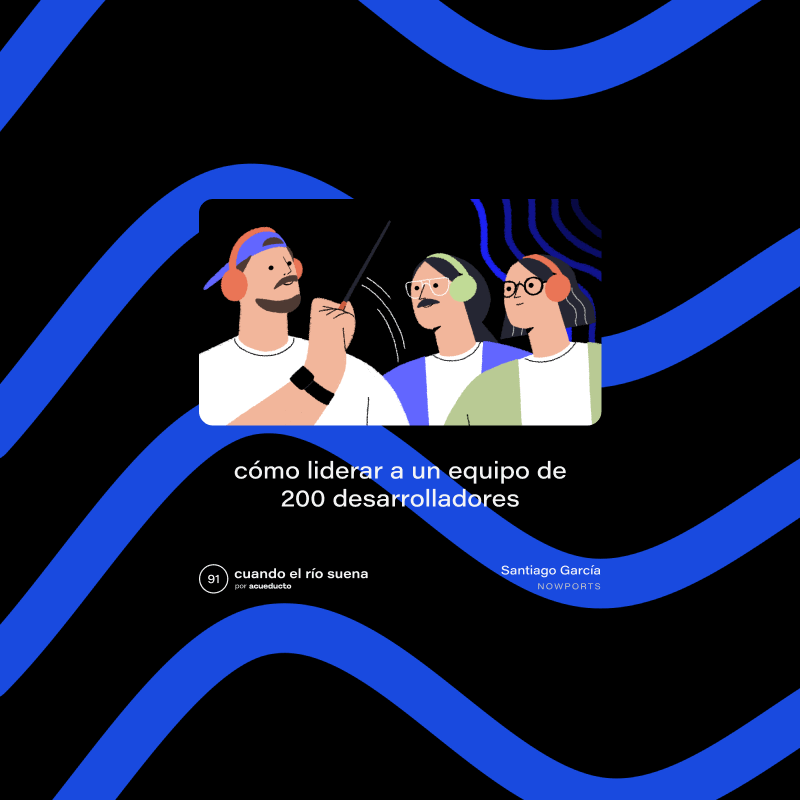 cómo liderar a un equipo de
200 desarrolladores
91
cuando el río suena
por acueducto
Santiago García
NOWPORTS